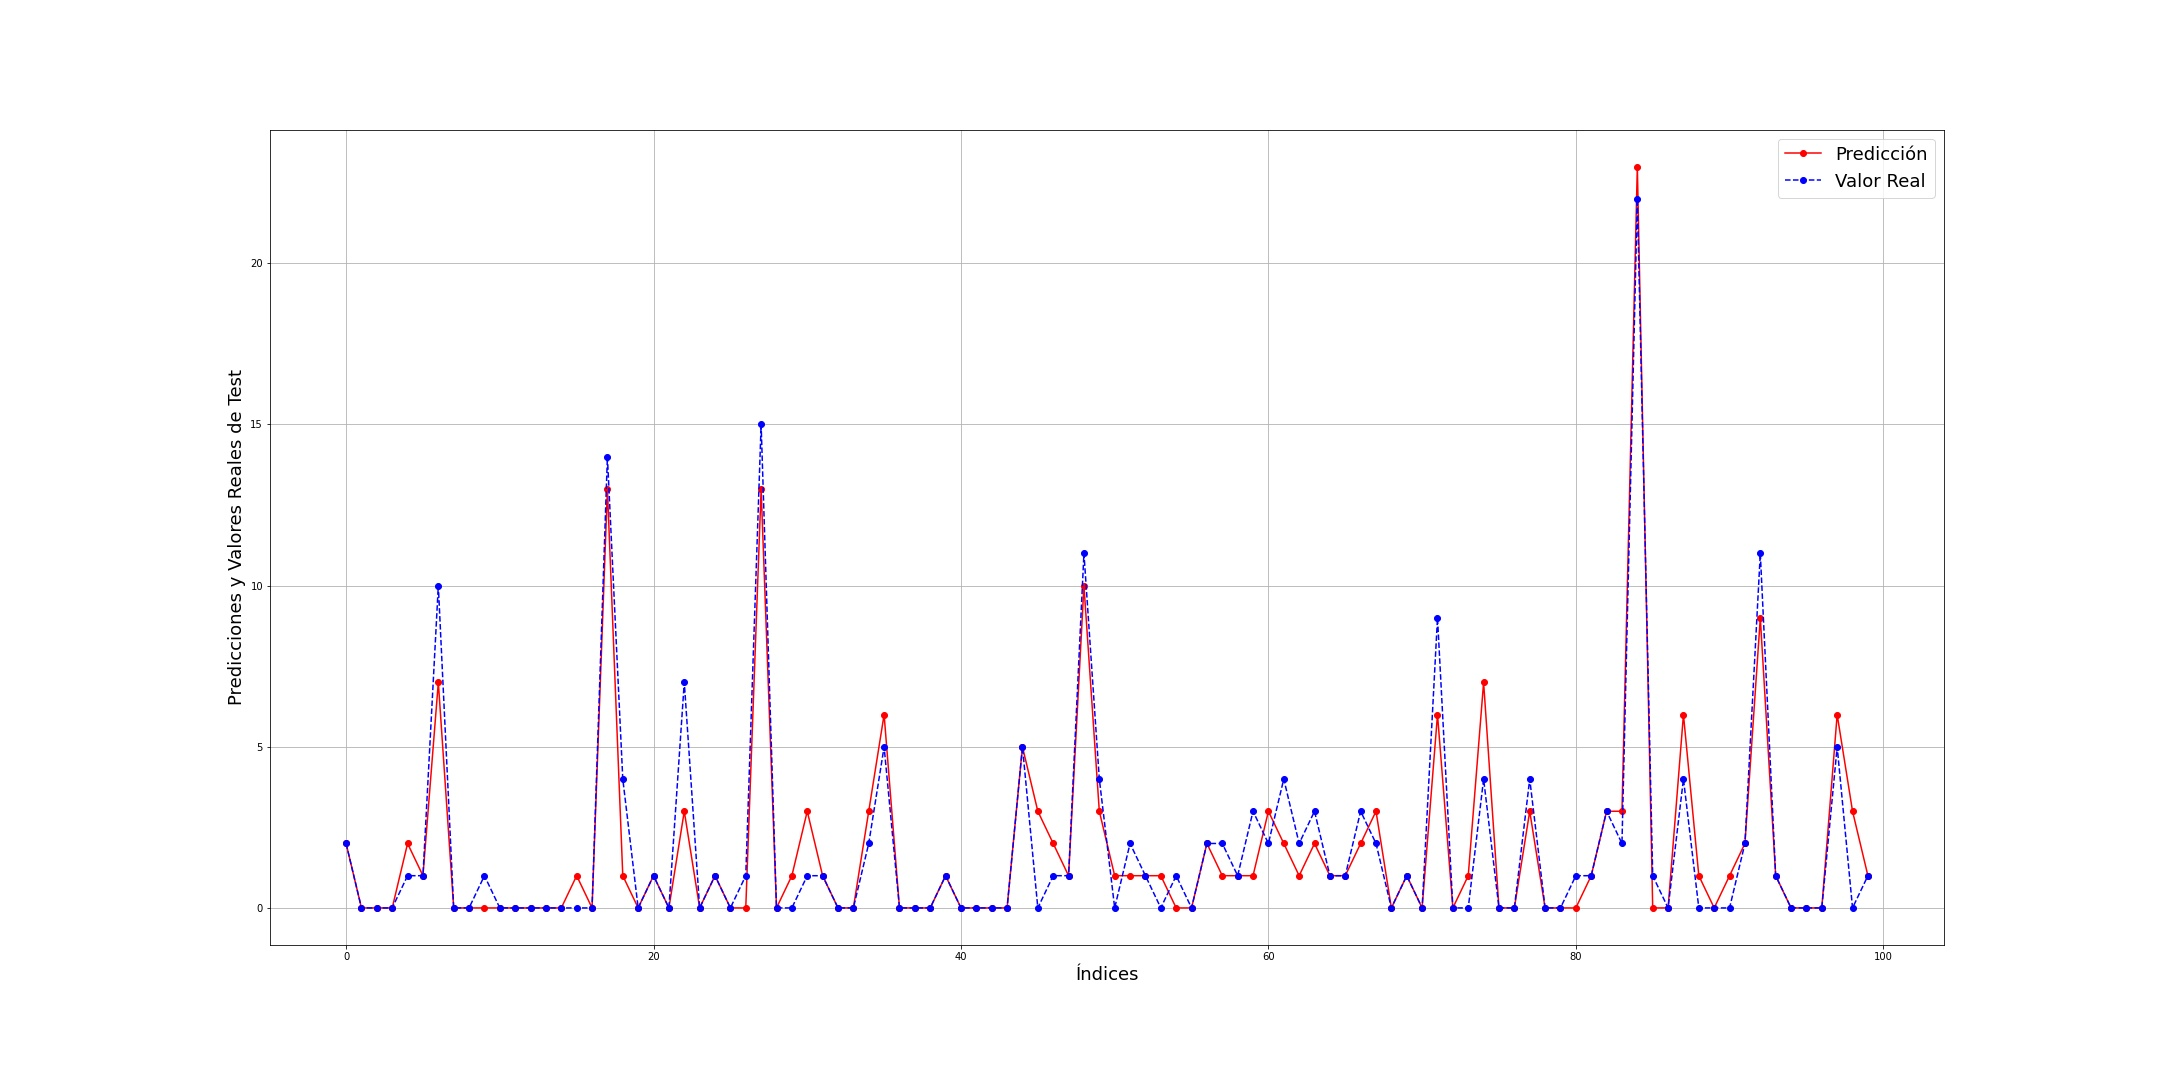 Predicción
Valor Real
Predicciones y Valores Reales de Test
20
15
10
5
0
0 20 40 60 80 100
Índices